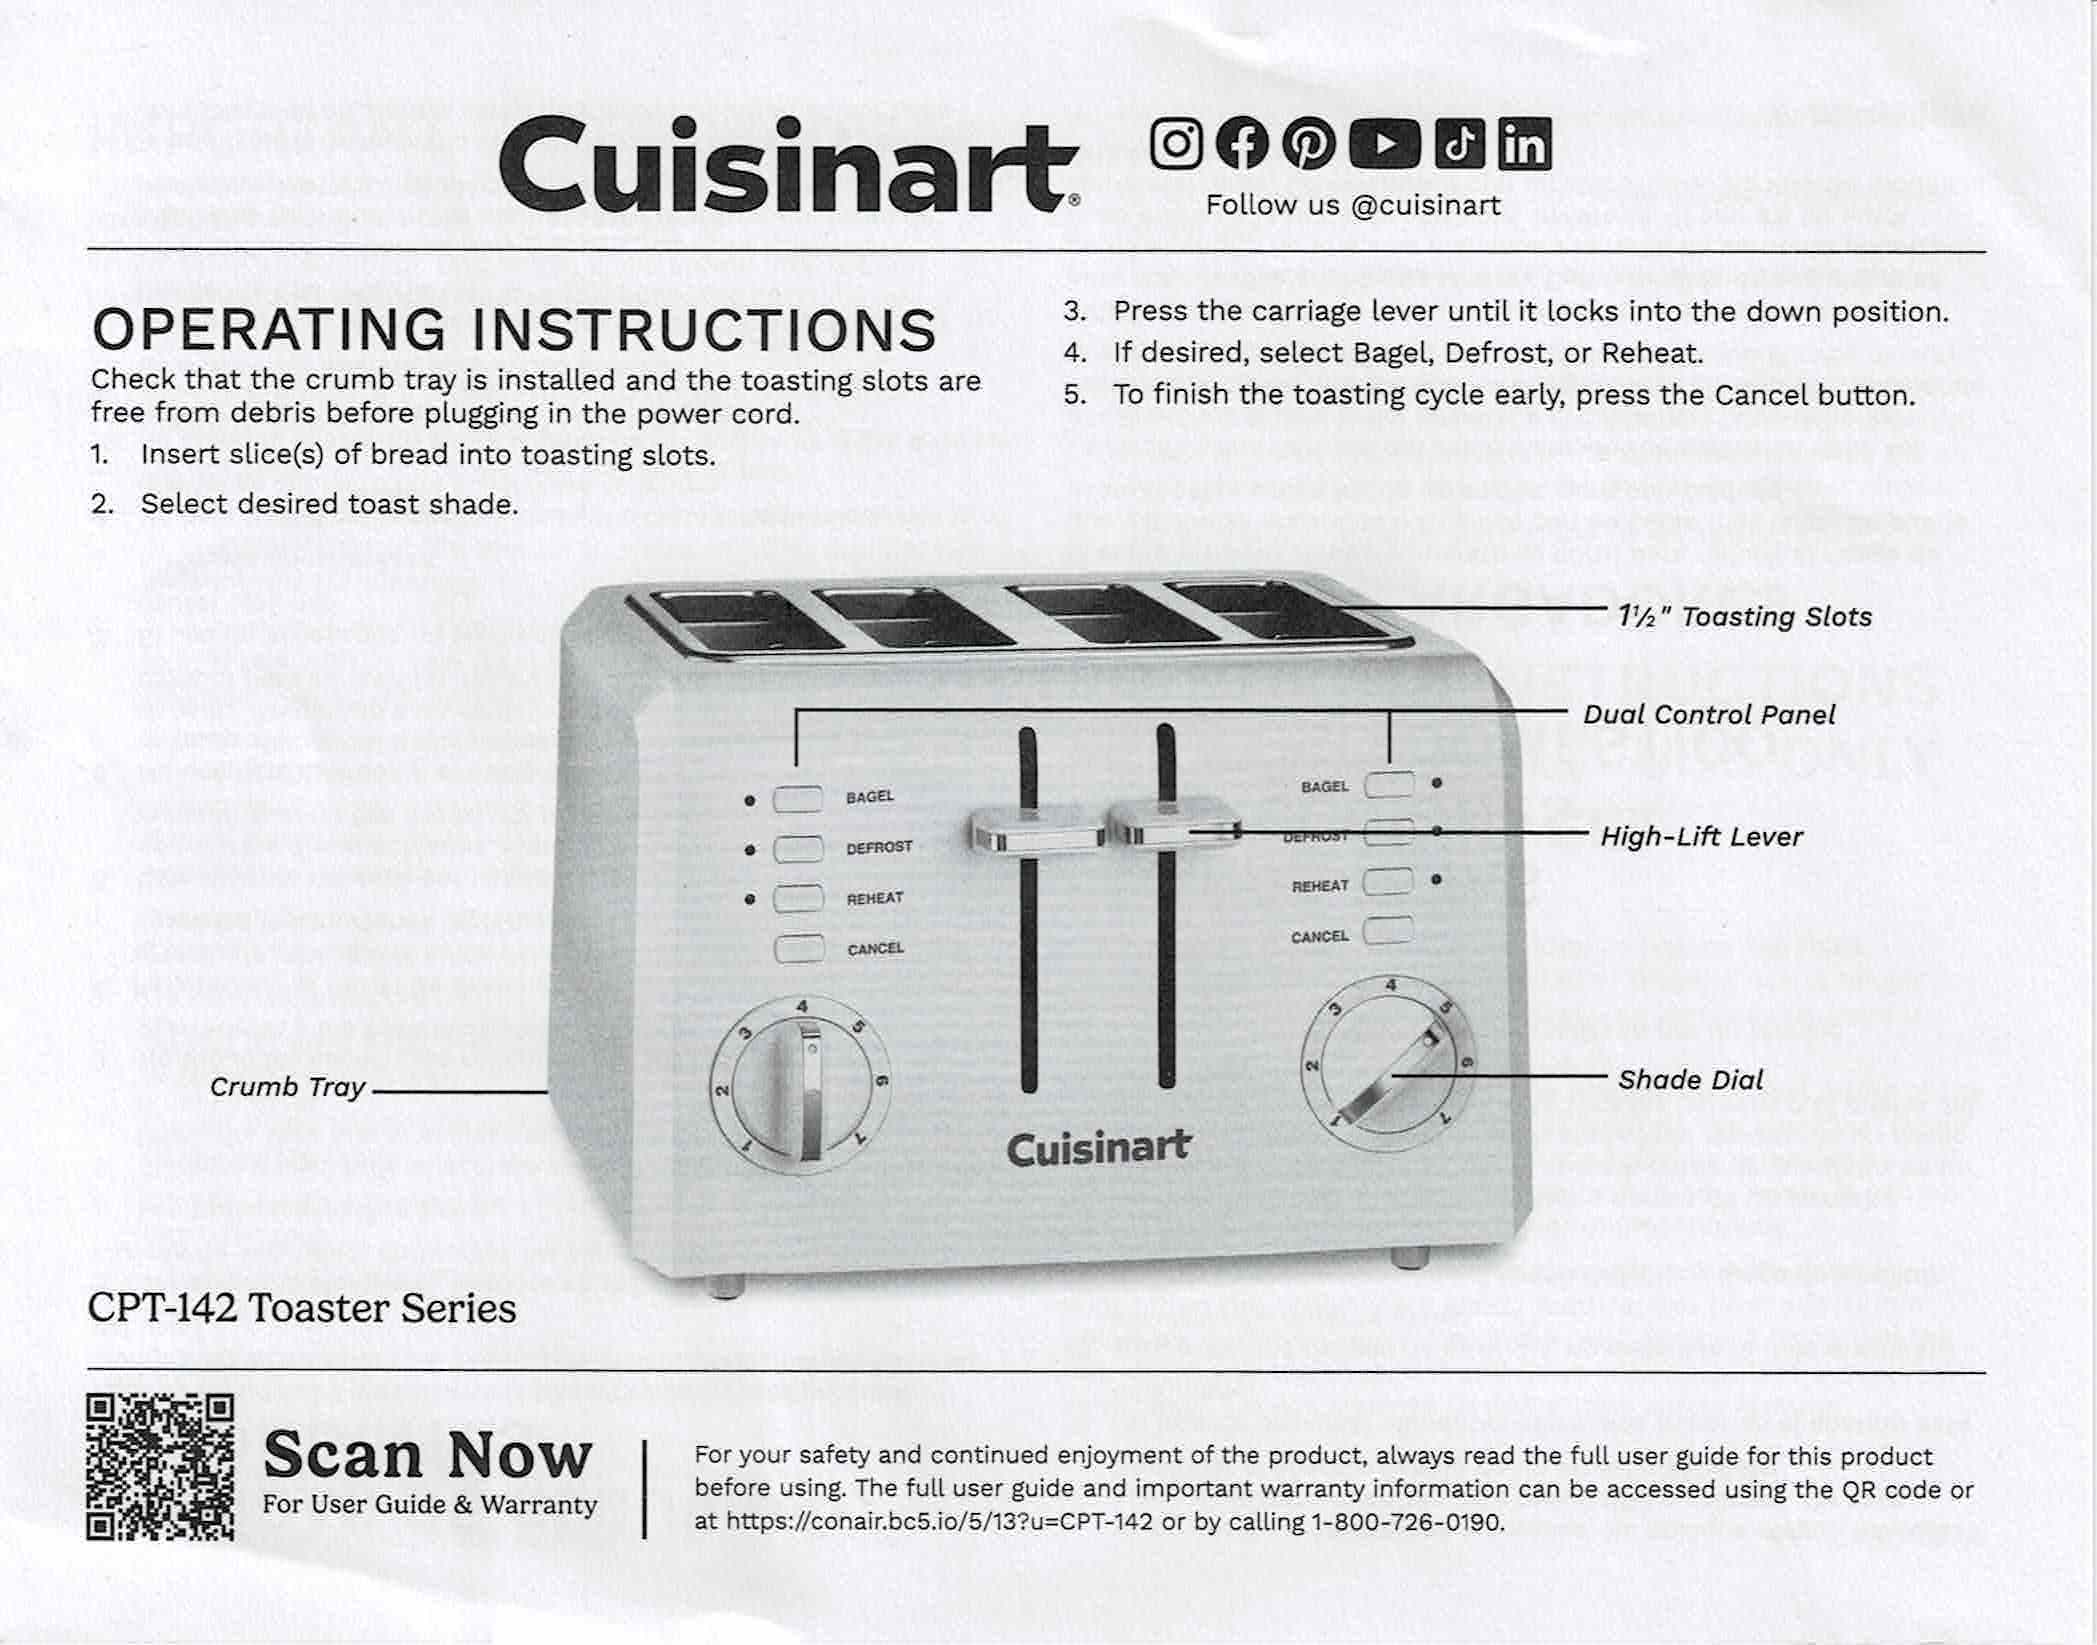 Cuisinart®
Follow us @cuisinart
OPERATING INSTRUCTIONS
Check that the crumb tray is installed and the toasting slots are
free from debris before plugging in the power cord.
1. Insert slice(s) of bread into toasting slots.
2. Select desired toast shade.
3. Press the carriage lever until it locks into the down position.
4. If desired, select Bagel, Defrost, or Reheat.
5. To finish the toasting cycle early, press the Cancel button.
1½" Toasting Slots
Dual Control Panel
High-Lift Lever
Shade Dial
Crumb Tray
BAGEL
DEFROST
REHEAT
CANCEL
1 2 3 4 5 6 7
BAGEL
DEFROST
REHEAT
CANCEL
1 2 3 4 5 6 7
Cuisinart
CPT-142 Toaster Series
Scan Now
For User Guide & Warranty
For your safety and continued enjoyment of the product, always read the full user guide for this product
before using. The full user guide and important warranty information can be accessed using the QR code or
at https://conair.bc5.io/5/13?u=CPT-142 or by calling 1-800-726-0190.